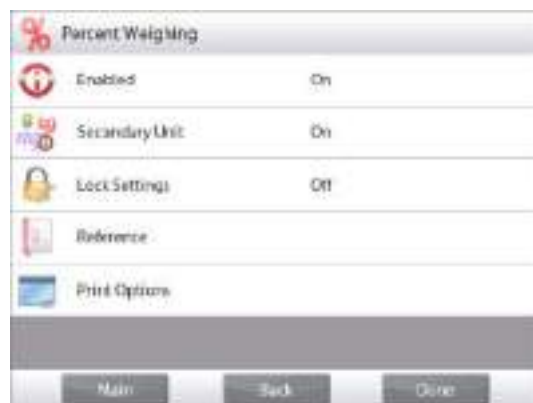 Percent Weighing
Enabled On
Secondary Unit On
Lock Settings Off
Reference
Print Options
Main Back Done